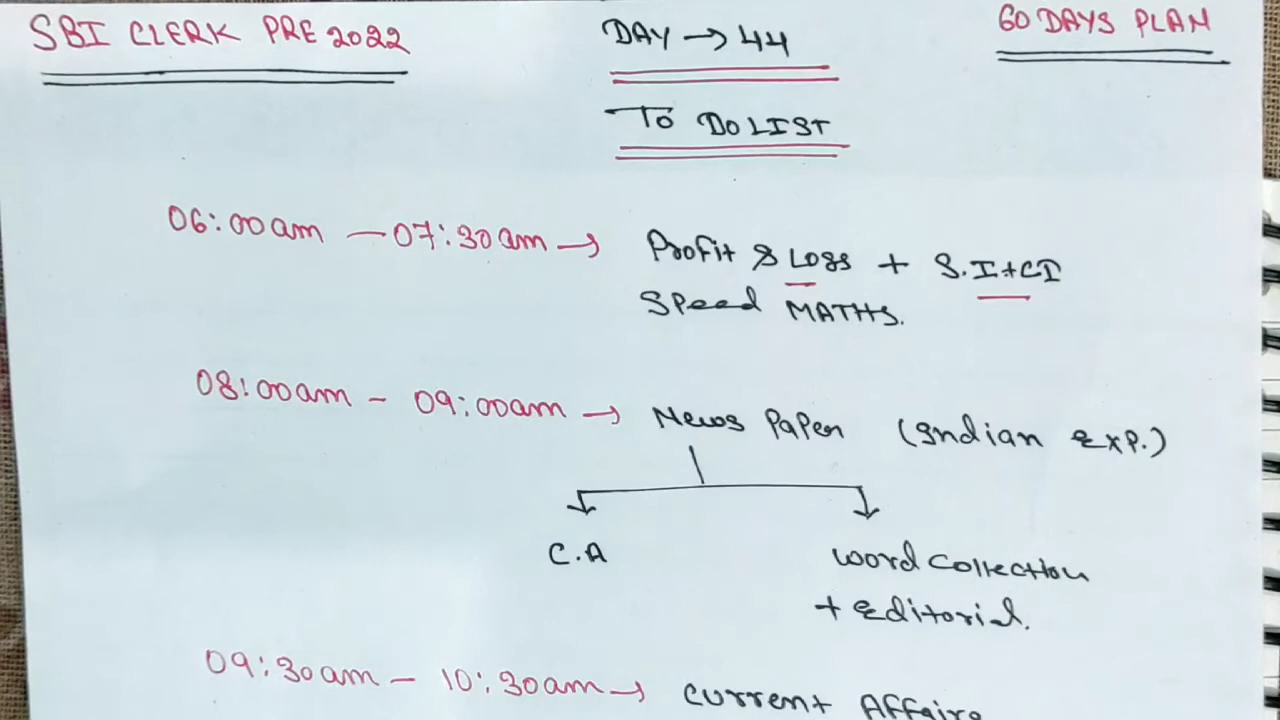 SBI CLERK PRE 2022
DAY → 44
60 DAYS PLAN
TO DO LIST
06:00am — 07:30am → Profit & Loss + S.I+CI
Speed MATHS.
08:00am - 09:00am → News Paper (Indian Exp.)
C.A
word collection
+ Editorial.
09:30am - 10:30am → Current Affairs